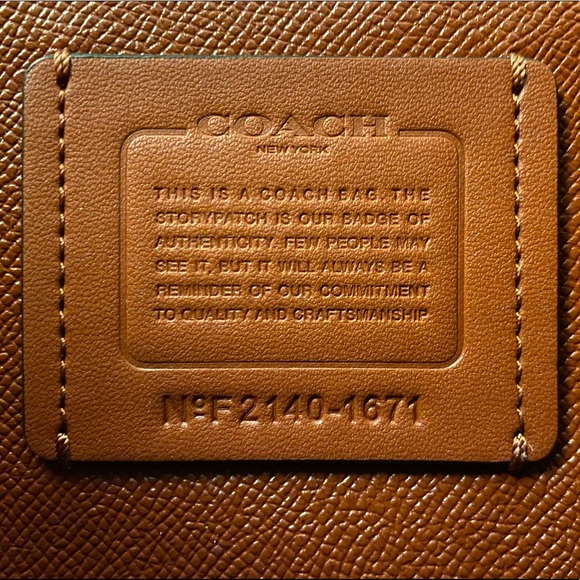 COACH
NEW YORK
THIS IS A COACH BAG. THE
STORYPATCH IS OUR BADGE OF
AUTHENTICITY. FEW PEOPLE MAY
SEE IT, BUT IT WILL ALWAYS BE A
REMINDER OF OUR COMMITMENT
TO QUALITY AND CRAFTSMANSHIP
NºF2140-1671